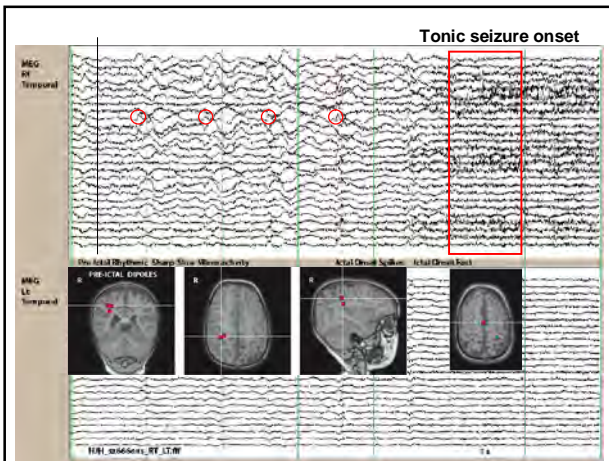 Tonic seizure onset
MEG
Rt
Temporal
Pre-Ictal Rhythmic Sharp-Slow Wave activity
Ictal Onset Spikes
Ictal Onset Fast
MEG
Lt
Temporal
PRE-ICTAL DIPOLES
R
R
R
R
1 s